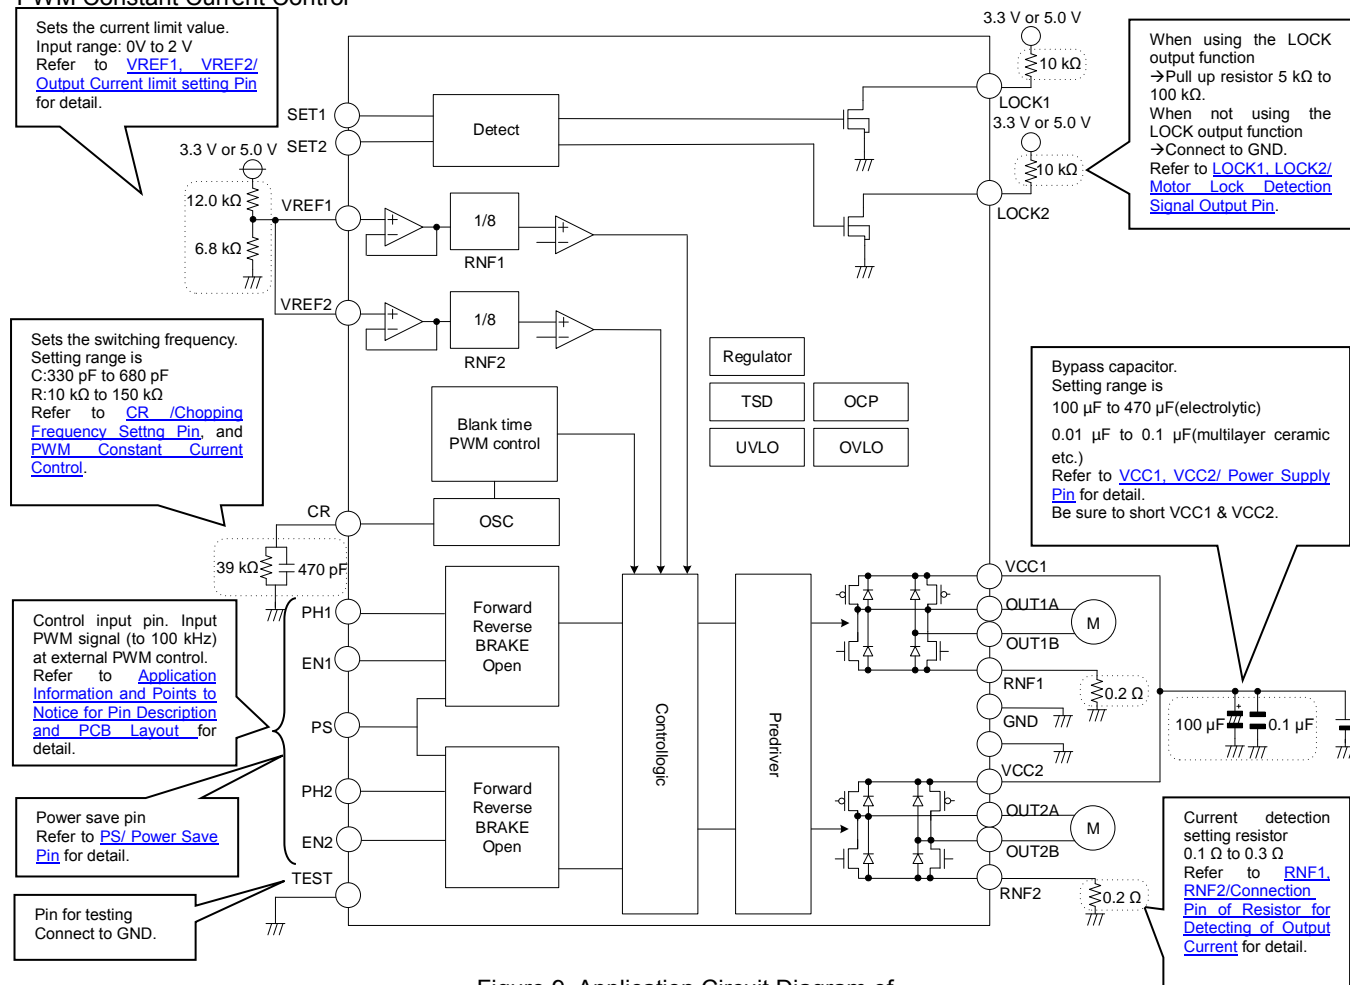 PWM Constant Current Control
Sets the current limit value.
Input range: 0V to 2 V
Refer to VREF1, VREF2/
Output Current limit setting Pin
for detail.
3.3 V or 5.0 V
12.0 kΩ
6.8 kΩ
SET1
SET2
VREF1
VREF2
Detect
1/8
RNF1
1/8
RNF2
3.3 V or 5.0 V
10 kΩ
LOCK1
3.3 V or 5.0 V
10 kΩ
LOCK2
When using the LOCK
output function
→Pull up resistor 5 kΩ to
100 kΩ.
When not using the
LOCK output function
→Connect to GND.
Refer to LOCK1, LOCK2/
Motor Lock Detection
Signal Output Pin.
Sets the switching frequency.
Setting range is
C:330 pF to 680 pF
R:10 kΩ to 150 kΩ
Refer to CR /Chopping
Frequency Settng Pin, and
PWM Constant Current
Control.
Blank time
PWM control
OSC
CR
39 kΩ
470 pF
Regulator
TSD
OCP
UVLO
OVLO
Bypass capacitor.
Setting range is
100 µF to 470 µF(electrolytic)
0.01 µF to 0.1 µF(multilayer ceramic
etc.)
Refer to VCC1, VCC2/ Power Supply
Pin for detail.
Be sure to short VCC1 & VCC2.
Control input pin. Input
PWM signal (to 100 kHz)
at external PWM control.
Refer to Application
Information and Points to
Notice for Pin Description
and PCB Layout for
detail.
PH1
EN1
PS
PH2
EN2
TEST
Forward
Reverse
BRAKE
Open
Forward
Reverse
BRAKE
Open
Controllogic
Predriver
VCC1
OUT1A
M
OUT1B
RNF1
0.2 Ω
GND
100 µF
+
0.1 µF
VCC2
OUT2A
M
OUT2B
RNF2
0.2 Ω
Power save pin
Refer to PS/ Power Save
Pin for detail.
Pin for testing
Connect to GND.
Current detection
setting resistor
0.1 Ω to 0.3 Ω
Refer to RNF1,
RNF2/Connection
Pin of Resistor for
Detecting of Output
Current for detail.
Figure 9. Application Circuit Diagram of